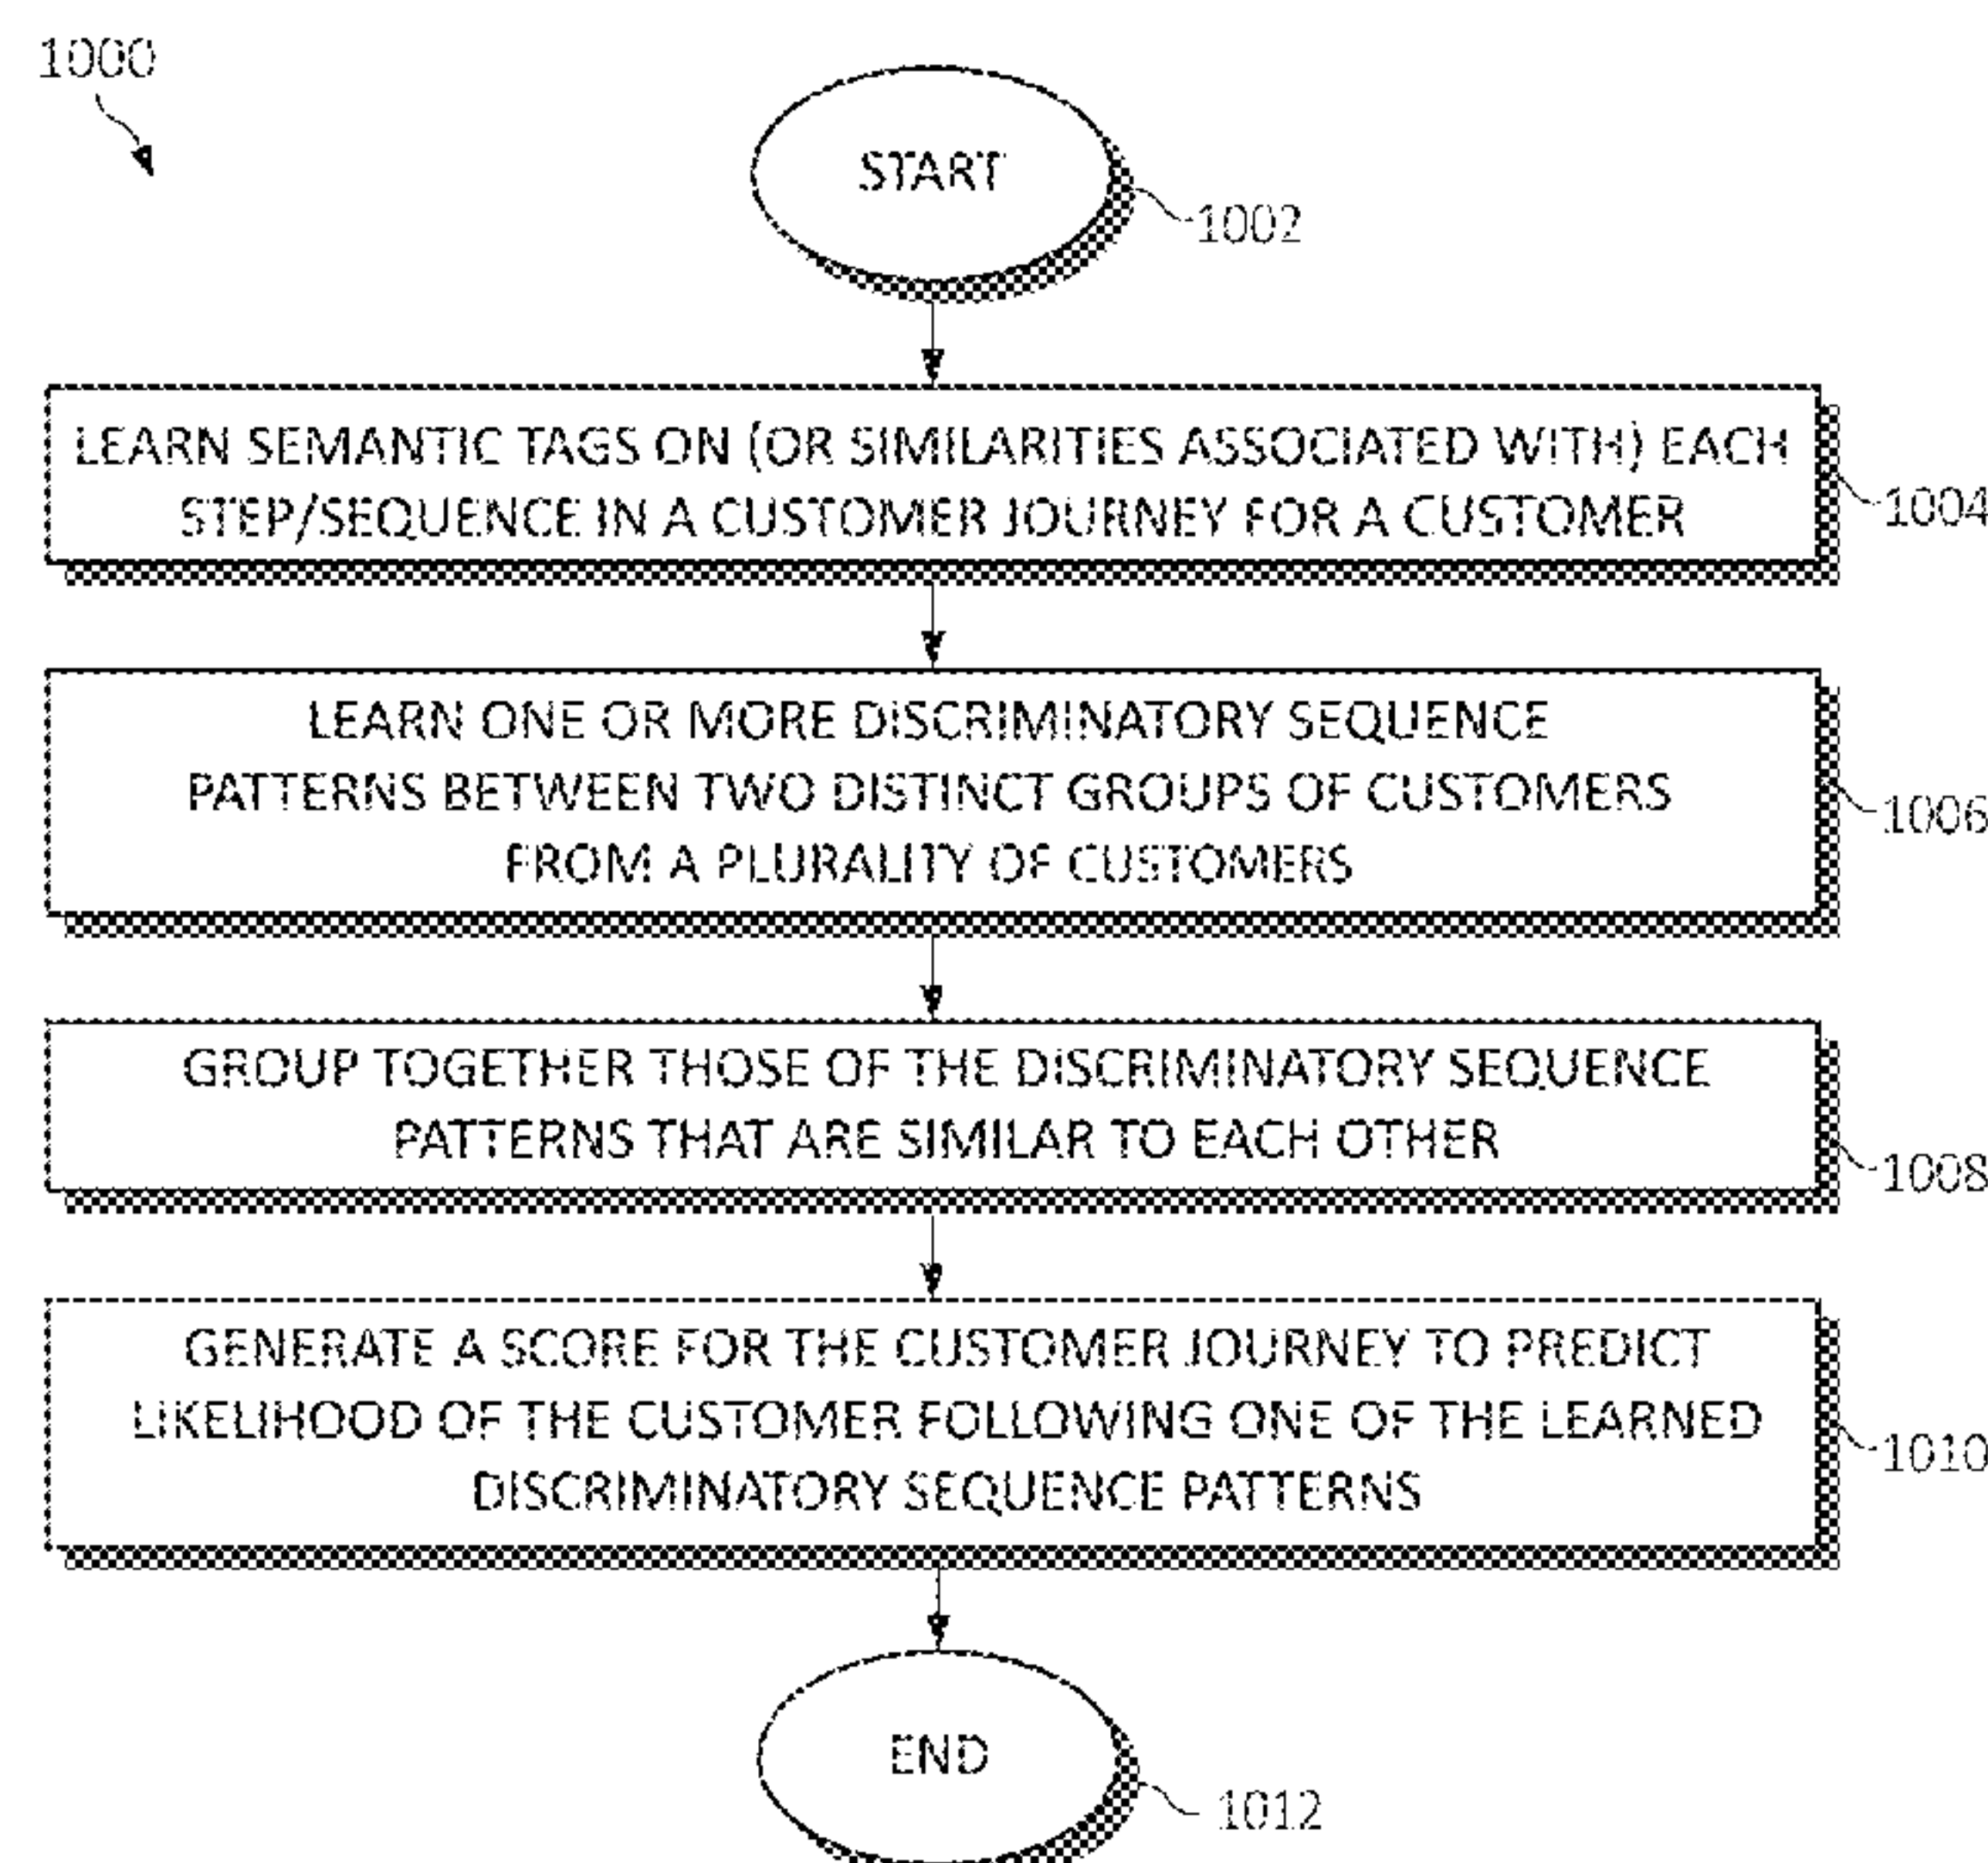 1000
START
1002
LEARN SEMANTIC TAGS ON (OR SIMILARITIES ASSOCIATED WITH) EACH
STEP/SEQUENCE IN A CUSTOMER JOURNEY FOR A CUSTOMER
1004
LEARN ONE OR MORE DISCRIMINATORY SEQUENCE
PATTERNS BETWEEN TWO DISTINCT GROUPS OF CUSTOMERS
FROM A PLURALITY OF CUSTOMERS
1006
GROUP TOGETHER THOSE OF THE DISCRIMINATORY SEQUENCE
PATTERNS THAT ARE SIMILAR TO EACH OTHER
1008
GENERATE A SCORE FOR THE CUSTOMER JOURNEY TO PREDICT
LIKELIHOOD OF THE CUSTOMER FOLLOWING ONE OF THE LEARNED
DISCRIMINATORY SEQUENCE PATTERNS
1010
END
1012